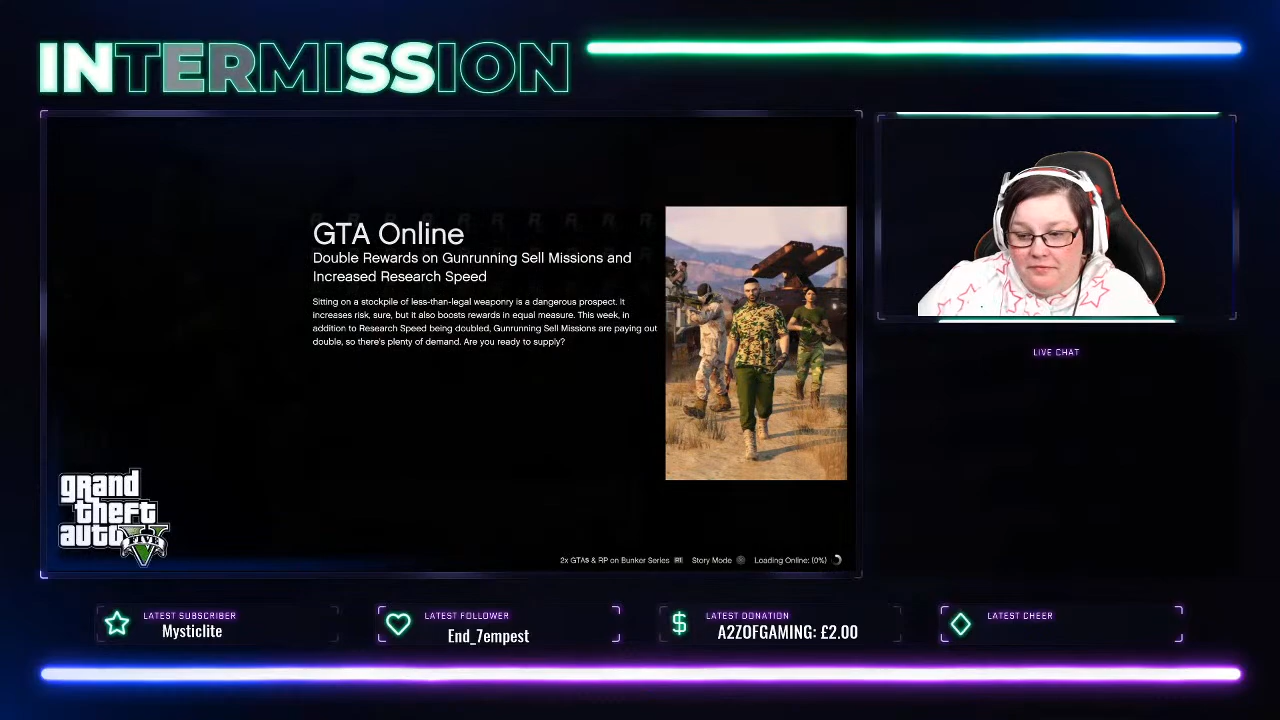 INTERMISSION
GTA Online
Double Rewards on Gunrunning Sell Missions and
Increased Research Speed
Sitting on a stockpile of less-than-legal weaponry is a dangerous prospect. It
increases risk, sure, but it also boosts rewards in equal measure. This week, in
addition to Research Speed being doubled, Gunrunning Sell Missions are paying out
double, so there's plenty of demand. Are you ready to supply?
LIVE CHAT
grand
theft
auto V
FIVE
2x GTA$ & RP on Bunker Series R1 Story Mode Loading Online: (0%)
LATEST SUBSCRIBER
Mysticlite
LATEST FOLLOWER
End_7empest
LATEST DONATION
A2ZOFGAMING: £2.00
LATEST CHEER